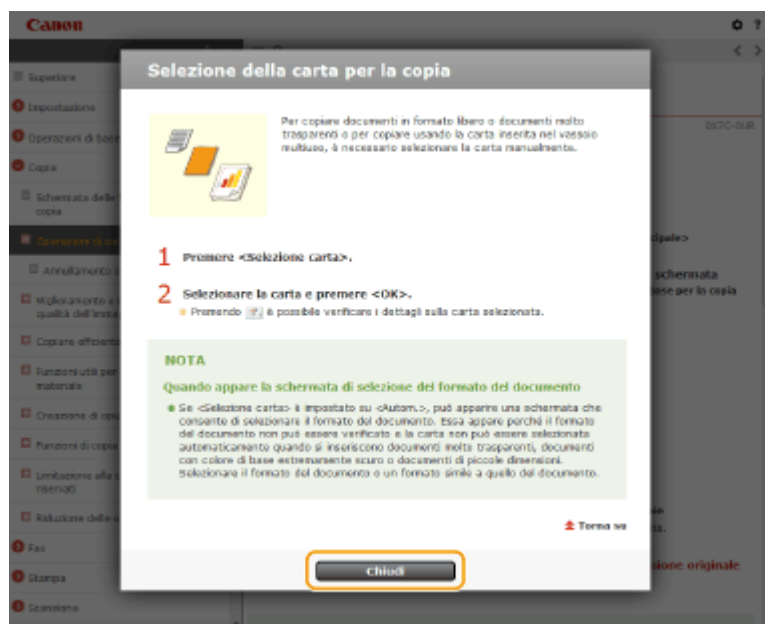 Canon
?
< >
Selezione della carta per la copia
Superiore
Impostazione
Operazioni di base
Copia
Schermata delle
copia
Operazioni di
Annullamento
Miglioramento e
qualità dell'imma
Copiare efficiente
Funzioni utili per
materiale
Creazione di opu
Funzioni di copia
Limitazione alla
riservati
Riduzione delle
Fax
Stampa
Scansione
Per copiare documenti in formato libero o documenti molto
trasparenti o per copiare usando la carta inserita nel vassoio
multiuso, è necessario selezionare la carta manualmente.
1 Premere <Selezione carta>.
2 Selezionare la carta e premere <OK>.
Premendo è possibile verificare i dettagli sulla carta selezionata.
NOTA
Quando appare la schermata di selezione del formato del documento
Se <Selezione carta> è impostato su <Autom.>, può apparire una schermata che
consente di selezionare il formato del documento. Essa appare perché il formato
del documento non può essere verificato e la carta non può essere selezionata
automaticamente quando si inseriscono documenti molto trasparenti, documenti
con colore di base estremamente scuro o documenti di piccole dimensioni.
Selezionare il formato del documento o un formato simile a quello del documento.
Torna su
Chiudi
cipale>
schermata
ase per la copia
sione originale